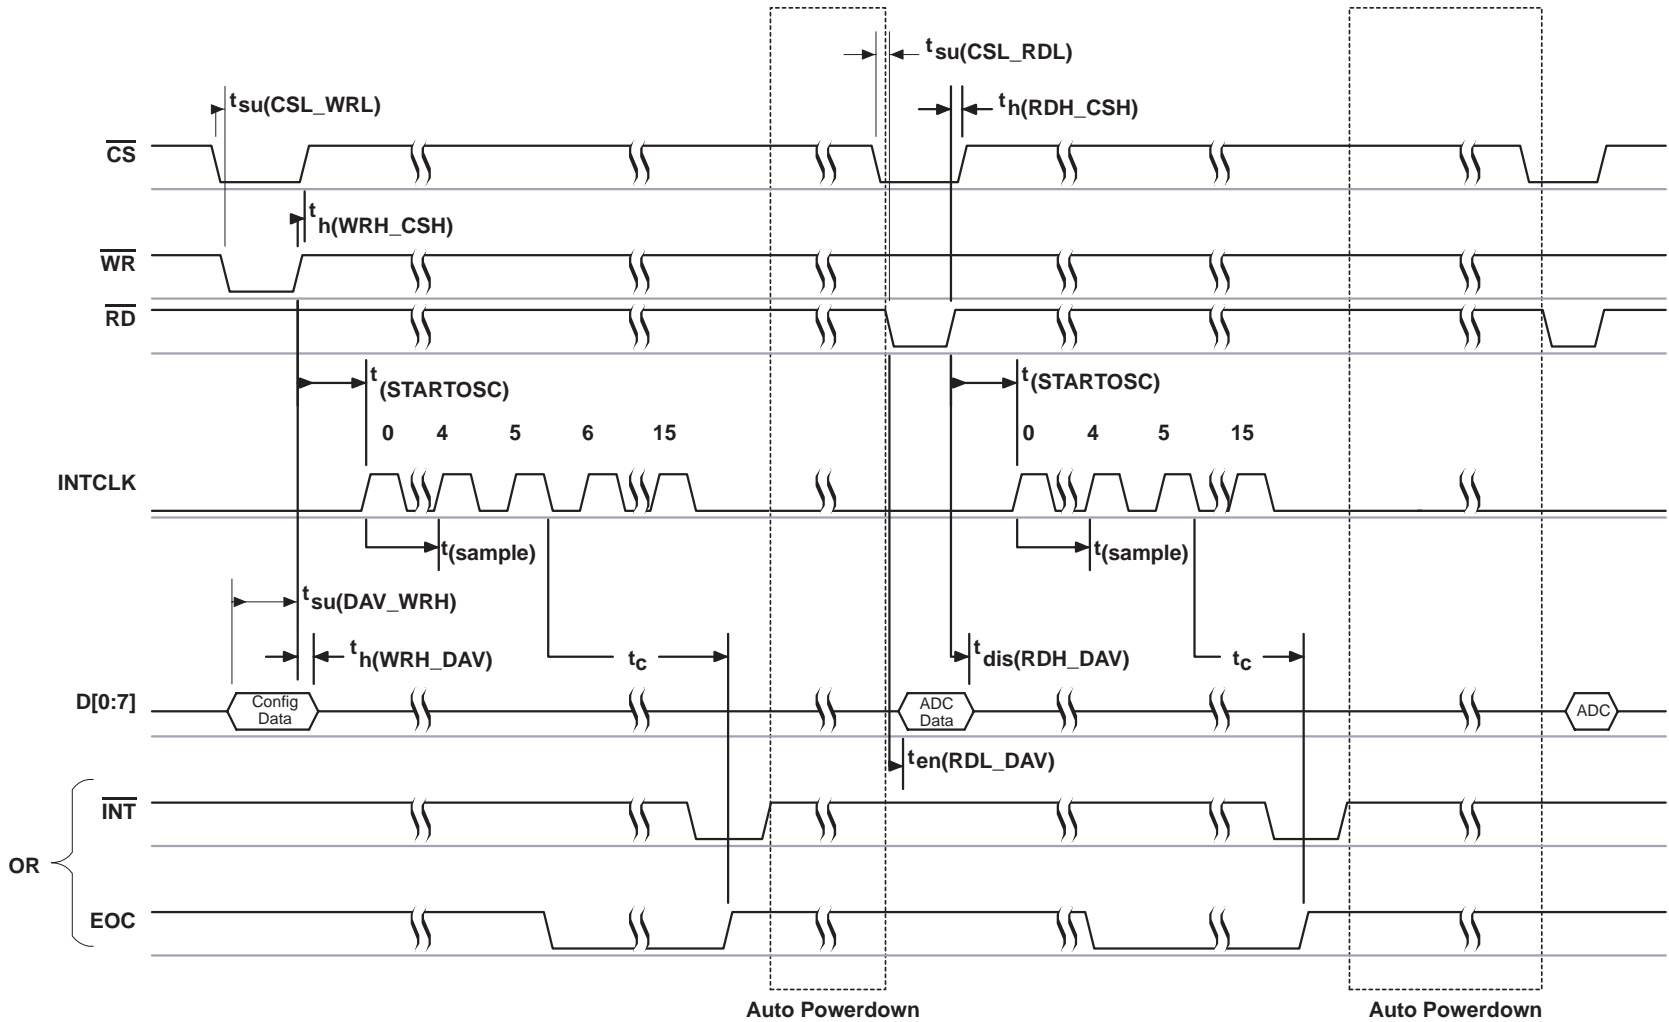 tsu(CSL_RDL)
tsu(CSL_WRL)
th(RDH_CSH)
CS
th(WRH_CSH)
WR
RD
t(STARTOSC)
t(STARTOSC)
0 4 5 6 15
0 4 5 15
INTCLK
t(sample)
t(sample)
tsu(DAV_WRH)
th(WRH_DAV)
tc
tdis(RDH_DAV)
tc
D[0:7]
Config
Data
ADC
Data
ADC
ten(RDL_DAV)
INT
OR
EOC
Auto Powerdown
Auto Powerdown